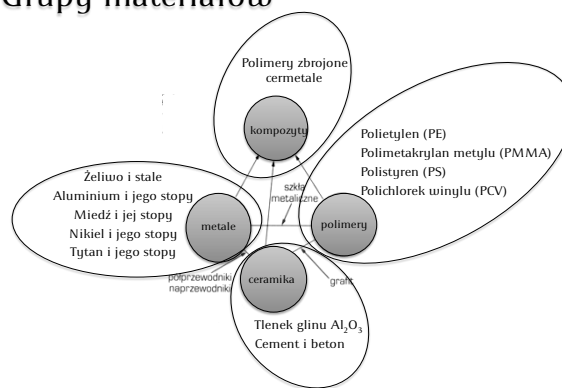 Grupy materiałów
Polimery zbrojone
cermetale
kompozyty
Polietylen (PE)
Polimetakrylan metylu (PMMA)
Polistyren (PS)
Polichlorek winylu (PCV)
Żeliwo i stale
Aluminium i jego stopy
Miedź i jej stopy
Nikiel i jego stopy
Tytan i jego stopy
szkła
metaliczne
metale
polimery
półprzewodniki
naprzewodniki
ceramika
grafit
Tlenek glinu Al₂O₃
Cement i beton